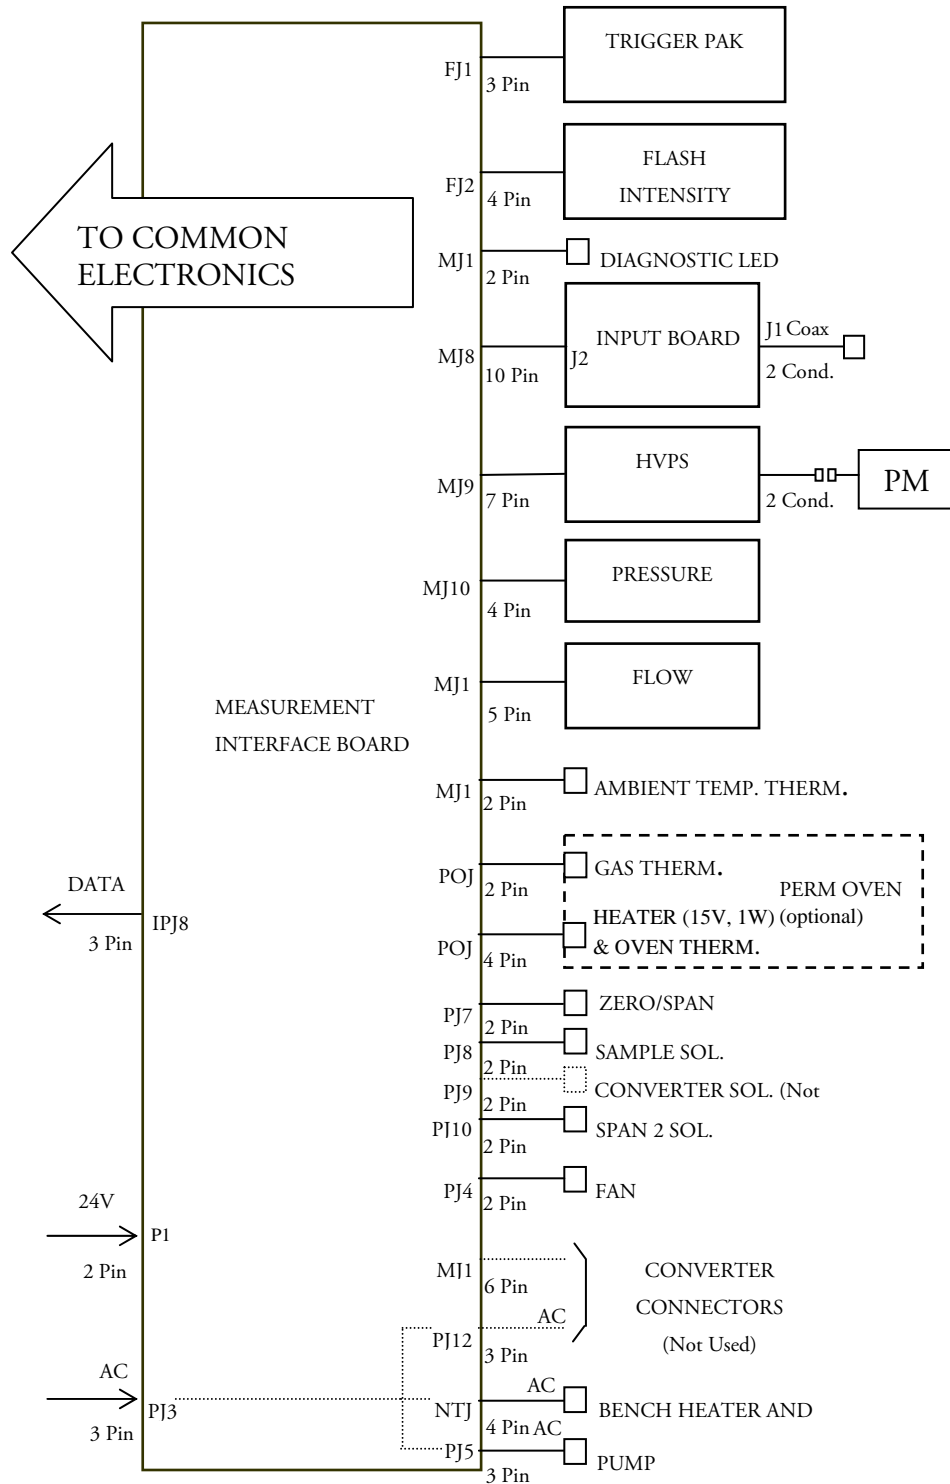 TRIGGER PAK
FJ1
3 Pin
FLASH
INTENSITY
FJ2
4 Pin
TO COMMON
ELECTRONICS
MJ1
2 Pin
DIAGNOSTIC LED
MJ8
10 Pin
J2
INPUT BOARD
J1 Coax
2 Cond.
MJ9
7 Pin
HVPS
2 Cond.
PM
MJ10
4 Pin
PRESSURE
MJ1
5 Pin
FLOW
MEASUREMENT
INTERFACE BOARD
MJ1
2 Pin
AMBIENT TEMP. THERM.
POJ
2 Pin
GAS THERM.
PERM OVEN
DATA
IPJ8
3 Pin
POJ
4 Pin
HEATER (15V, 1W) (optional)
& OVEN THERM.
PJ7
2 Pin
ZERO/SPAN
PJ8
2 Pin
SAMPLE SOL.
PJ9
2 Pin
CONVERTER SOL. (Not
PJ10
2 Pin
SPAN 2 SOL.
PJ4
2 Pin
FAN
24V
P1
2 Pin
MJ1
6 Pin
CONVERTER
CONNECTORS
(Not Used)
AC
PJ12
3 Pin
AC
PJ3
3 Pin
AC
NTJ
4 Pin
BENCH HEATER AND
AC
PJ5
3 Pin
PUMP